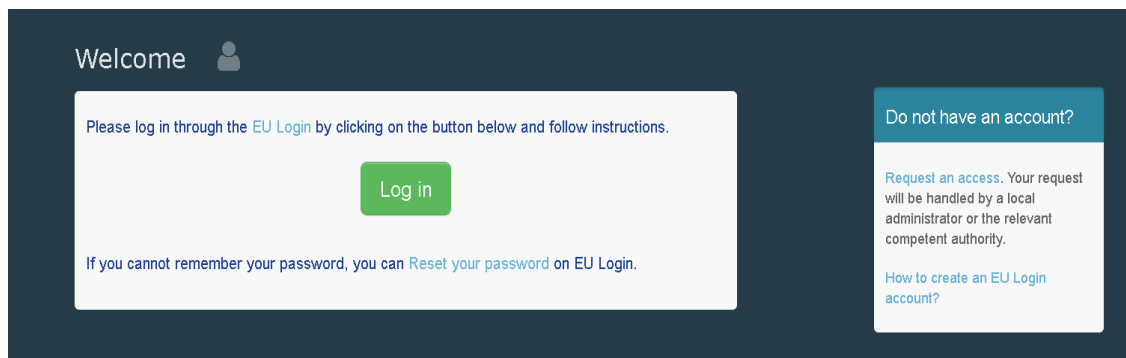 Welcome
Please log in through the EU Login by clicking on the button below and follow instructions.
Log in
If you cannot remember your password, you can Reset your password on EU Login.
Do not have an account?
Request an access. Your request
will be handled by a local
administrator or the relevant
competent authority.
How to create an EU Login
account?